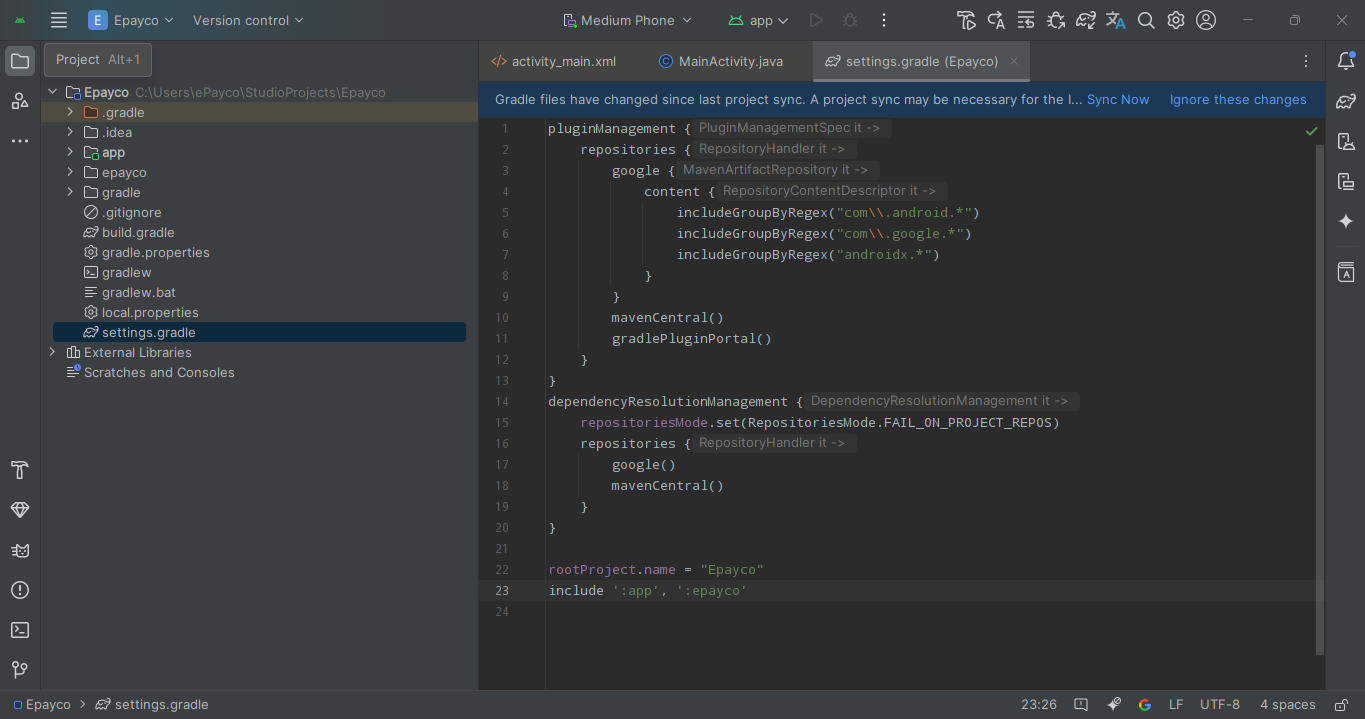 E Epayco Version control Medium Phone app
Project Alt+1
activity_main.xml MainActivity.java settings.gradle (Epayco)
Epayco C:\Users\ePayco\StudioProjects\Epayco
.gradle
.idea
app
epayco
gradle
.gitignore
build.gradle
gradle.properties
gradlew
gradlew.bat
local.properties
settings.gradle
External Libraries
Scratches and Consoles
Gradle files have changed since last project sync. A project sync may be necessary for the I... Sync Now Ignore these changes
1 pluginManagement { PluginManagementSpec it ->
2 repositories { RepositoryHandler it ->
3 google { MavenArtifactRepository it ->
4 content { RepositoryContentDescriptor it ->
5 includeGroupByRegex("com\\.android.*")
6 includeGroupByRegex("com\\.google.*")
7 includeGroupByRegex("androidx.*")
8 }
9 }
10 mavenCentral()
11 gradlePluginPortal()
12 }
13 }
14 dependencyResolutionManagement { DependencyResolutionManagement it ->
15 repositoriesMode.set(RepositoriesMode.FAIL_ON_PROJECT_REPOS)
16 repositories { RepositoryHandler it ->
17 google()
18 mavenCentral()
19 }
20 }
21
22 rootProject.name = "Epayco"
23 include ':app', ':epayco'
24
Epayco > settings.gradle 23:26 LF UTF-8 4 spaces